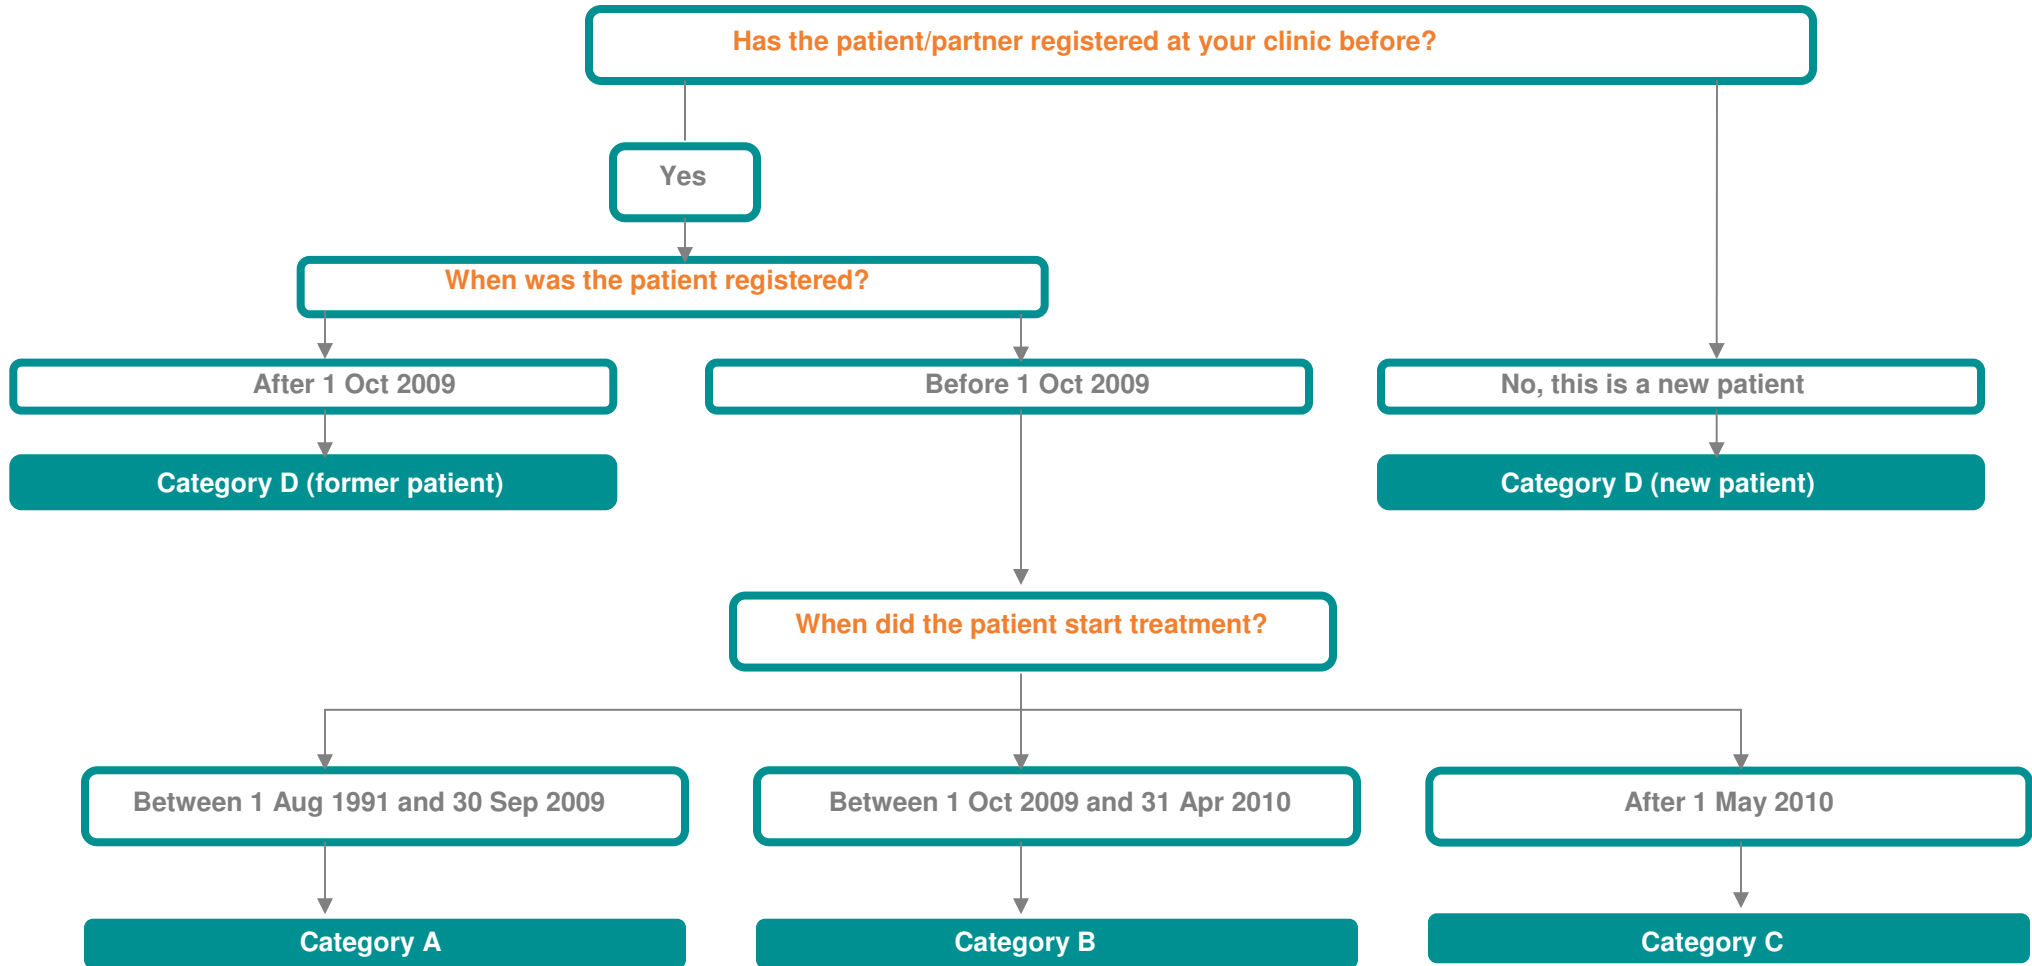 Has the patient/partner registered at your clinic before?
Yes
When was the patient registered?
After 1 Oct 2009
Before 1 Oct 2009
No, this is a new patient
Category D (former patient)
Category D (new patient)
When did the patient start treatment?
Between 1 Aug 1991 and 30 Sep 2009
Between 1 Oct 2009 and 31 Apr 2010
After 1 May 2010
Category A
Category B
Category C